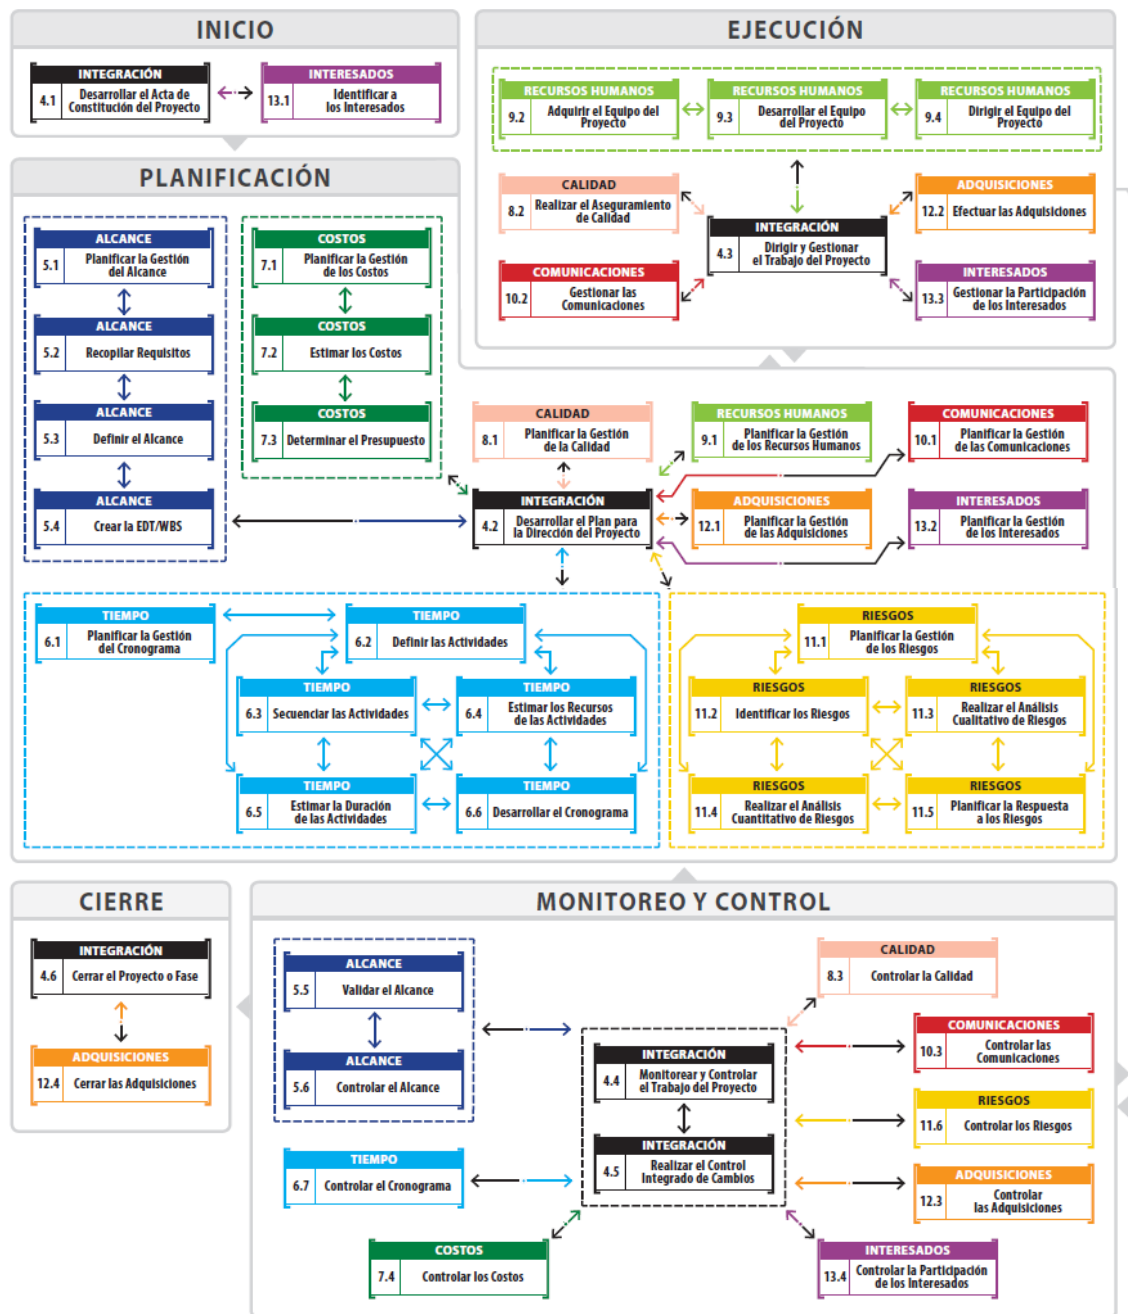 INICIO
INTEGRACIÓN
4.1
Desarrollar el Acta de
Constitución del Proyecto
INTERESADOS
13.1
Identificar a
los Interesados
EJECUCIÓN
RECURSOS HUMANOS
9.2
Adquirir el Equipo del
Proyecto
RECURSOS HUMANOS
9.3
Desarrollar el Equipo
del Proyecto
RECURSOS HUMANOS
9.4
Dirigir el Equipo del
Proyecto
CALIDAD
8.2
Realizar el Aseguramiento
de Calidad
ADQUISICIONES
12.2
Efectuar las Adquisiciones
INTEGRACIÓN
4.3
Dirigir y Gestionar
el Trabajo del Proyecto
COMUNICACIONES
10.2
Gestionar las
Comunicaciones
INTERESADOS
13.3
Gestionar la Participación
de los Interesados
PLANIFICACIÓN
ALCANCE
5.1
Planificar la Gestión
del Alcance
ALCANCE
5.2
Recopilar Requisitos
ALCANCE
5.3
Definir el Alcance
ALCANCE
5.4
Crear la EDT/WBS
COSTOS
7.1
Planificar la Gestión
de los Costos
COSTOS
7.2
Estimar los Costos
COSTOS
7.3
Determinar el Presupuesto
CALIDAD
8.1
Planificar la Gestión
de la Calidad
RECURSOS HUMANOS
9.1
Planificar la Gestión
de los Recursos Humanos
COMUNICACIONES
10.1
Planificar la Gestión
de las Comunicaciones
INTEGRACIÓN
4.2
Desarrollar el Plan para
la Dirección del Proyecto
ADQUISICIONES
12.1
Planificar la Gestión
de las Adquisiciones
INTERESADOS
13.2
Planificar la Gestión
de los Interesados
TIEMPO
6.1
Planificar la Gestión
del Cronograma
TIEMPO
6.2
Definir las Actividades
TIEMPO
6.3
Secuenciar las Actividades
TIEMPO
6.4
Estimar los Recursos
de las Actividades
TIEMPO
6.5
Estimar la Duración
de las Actividades
TIEMPO
6.6
Desarrollar el Cronograma
RIESGOS
11.1
Planificar la Gestión
de los Riesgos
RIESGOS
11.2
Identificar los Riesgos
RIESGOS
11.3
Realizar el Análisis
Cualitativo de Riesgos
RIESGOS
11.4
Realizar el Análisis
Cuantitativo de Riesgos
RIESGOS
11.5
Planificar la Respuesta
a los Riesgos
CIERRE
INTEGRACIÓN
4.6
Cerrar el Proyecto o Fase
ADQUISICIONES
12.4
Cerrar las Adquisiciones
MONITOREO Y CONTROL
ALCANCE
5.5
Validar el Alcance
ALCANCE
5.6
Controlar el Alcance
TIEMPO
6.7
Controlar el Cronograma
COSTOS
7.4
Controlar los Costos
INTEGRACIÓN
4.4
Monitorear y Controlar
el Trabajo del Proyecto
INTEGRACIÓN
4.5
Realizar el Control
Integrado de Cambios
CALIDAD
8.3
Controlar la Calidad
COMUNICACIONES
10.3
Controlar las
Comunicaciones
RIESGOS
11.6
Controlar los Riesgos
ADQUISICIONES
12.3
Controlar
las Adquisiciones
INTERESADOS
13.4
Controlar la Participación
de los Interesados